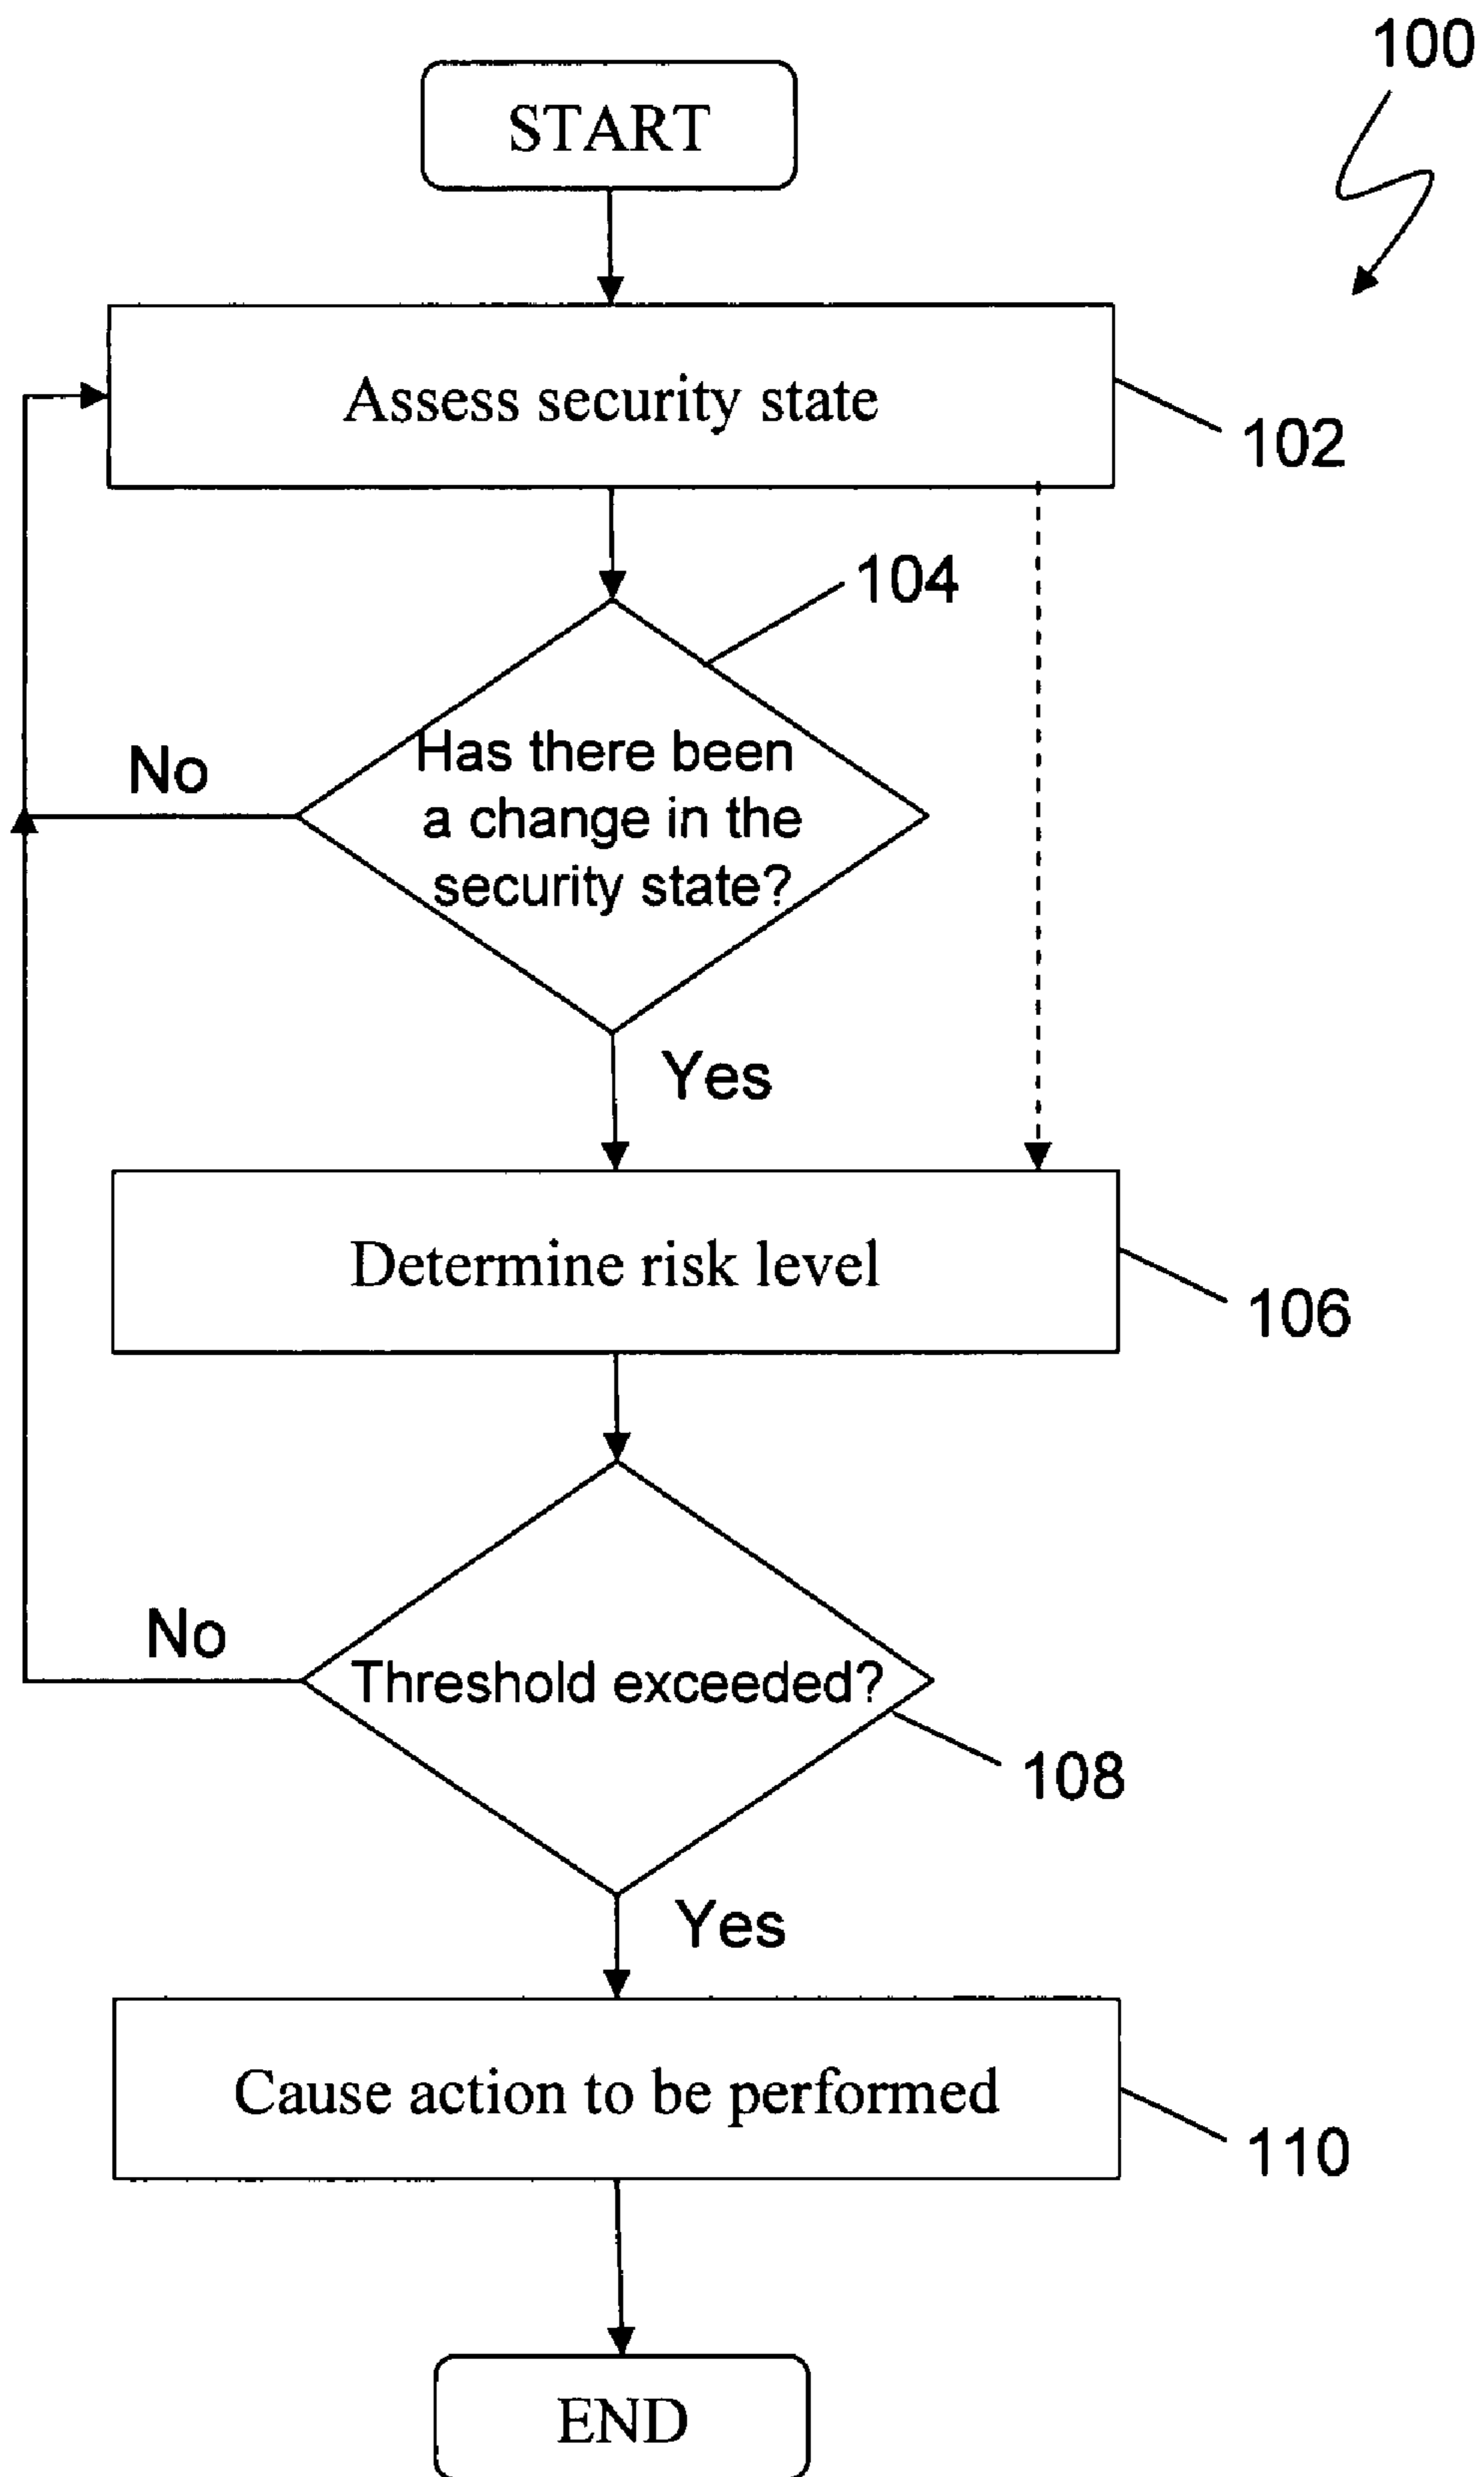 100
START
Assess security state
102
104
Has there been
a change in the
security state?
No
Yes
Determine risk level
106
No
Threshold exceeded?
108
Yes
Cause action to be performed
110
END